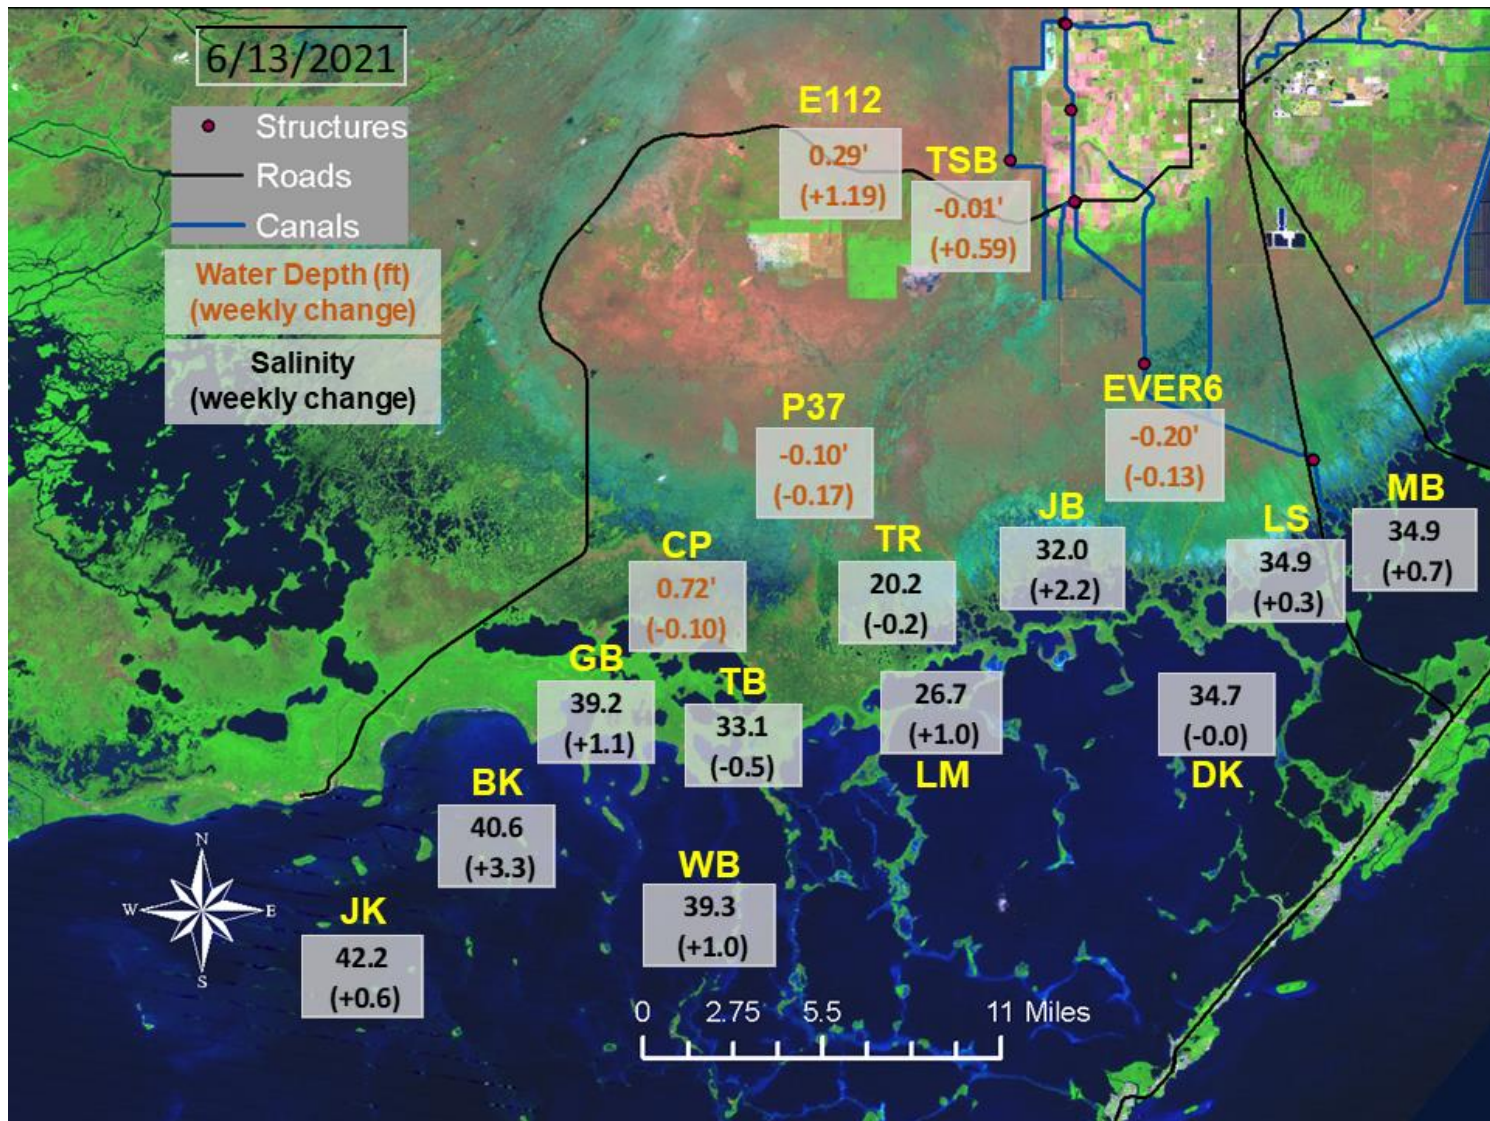 6/13/2021
Structures
Roads
Canals
Water Depth (ft)
(weekly change)
Salinity
(weekly change)
E112
0.29'
(+1.19)
TSB
-0.01'
(+0.59)
P37
-0.10'
(-0.17)
EVER6
-0.20'
(-0.13)
CP
0.72'
(-0.10)
TR
20.2
(-0.2)
JB
32.0
(+2.2)
LS
34.9
(+0.3)
MB
34.9
(+0.7)
GB
39.2
(+1.1)
TB
33.1
(-0.5)
26.7
(+1.0)
LM
34.7
(-0.0)
DK
BK
40.6
(+3.3)
WB
39.3
(+1.0)
JK
42.2
(+0.6)
N
W E
S
0 2.75 5.5 11 Miles